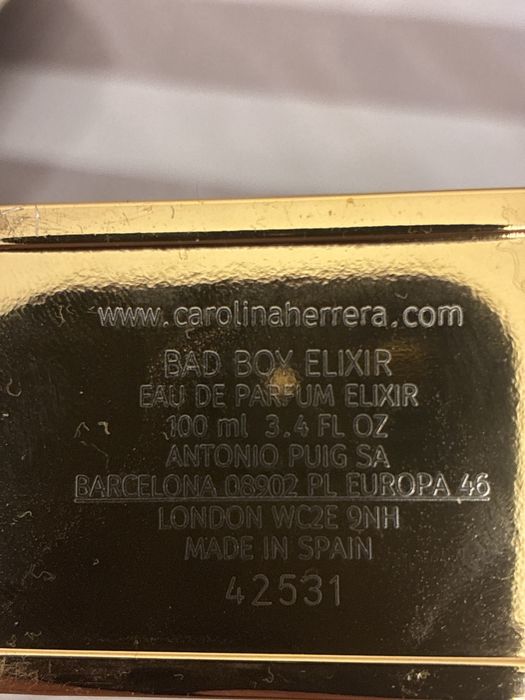 www.carolinaherrera.com
BAD BOY ELIXIR
EAU DE PARFUM ELIXIR
100 ml 3.4 FL OZ
ANTONIO PUIG SA
BARCELONA 08902 PL EUROPA 46
LONDON WC2E 9NH
MADE IN SPAIN
42531